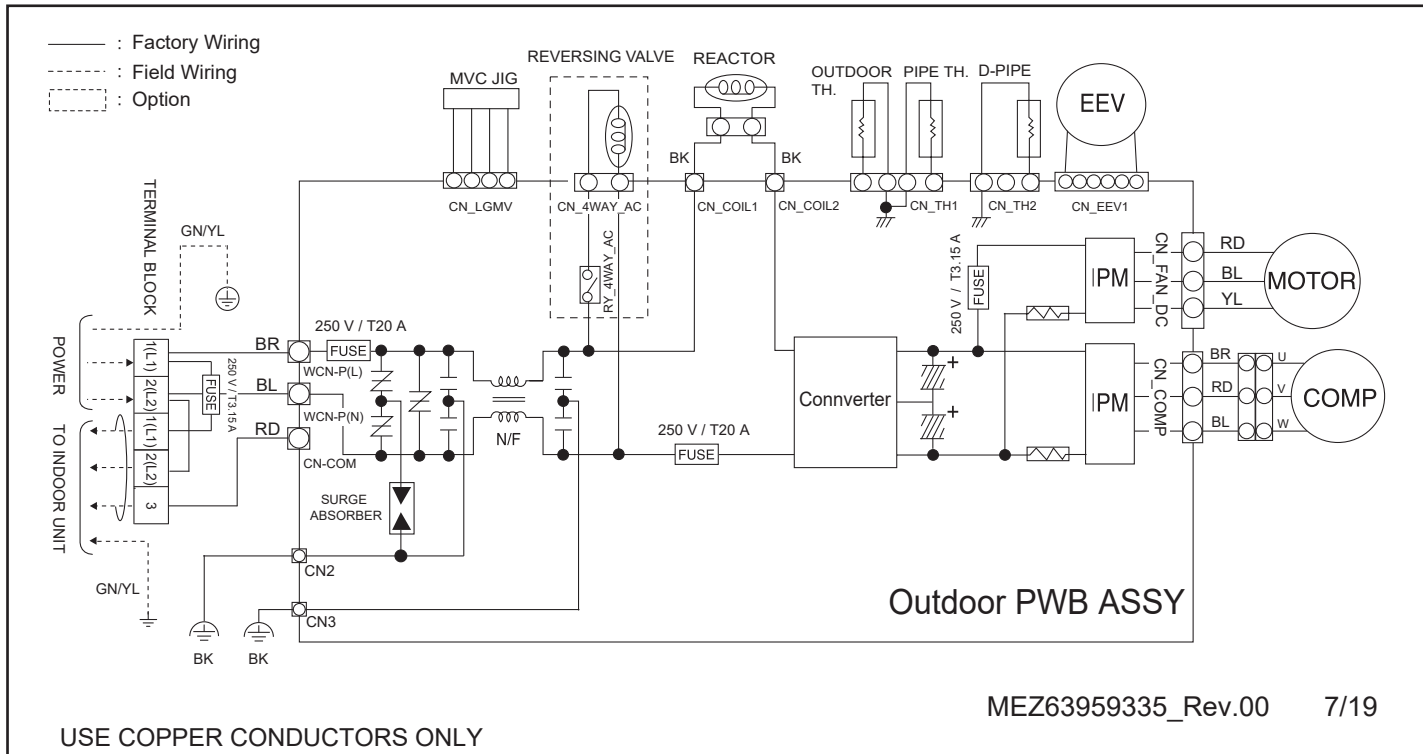 : Factory Wiring
: Field Wiring
: Option
MVC JIG
REVERSING VALVE
REACTOR
OUTDOOR TH.
PIPE TH.
D-PIPE
EEV
BK
BK
CN_LGMV
CN_4WAY_AC
CN_COIL1
CN_COIL2
CN_TH1
CN_TH2
CN_EEV1
RY_4WAY_AC
TERMINAL BLOCK
GN/YL
POWER
TO INDOOR UNIT
1(L1)
2(L2)
1(L1)
2(L2)
3
FUSE
250 V / T3.15 A
GN/YL
BR
BL
RD
WCN-P(L)
WCN-P(N)
CN-COM
250 V / T20 A
FUSE
N/F
SURGE
ABSORBER
CN2
CN3
BK
BK
250 V / T20 A
FUSE
Connverter
250 V / T3.15 A
FUSE
IPM
IPM
CN_FAN_DC
RD
BL
YL
MOTOR
CN_COMP
BR
RD
BL
U
V
W
COMP
Outdoor PWB ASSY
MEZ63959335_Rev.00 7/19
USE COPPER CONDUCTORS ONLY